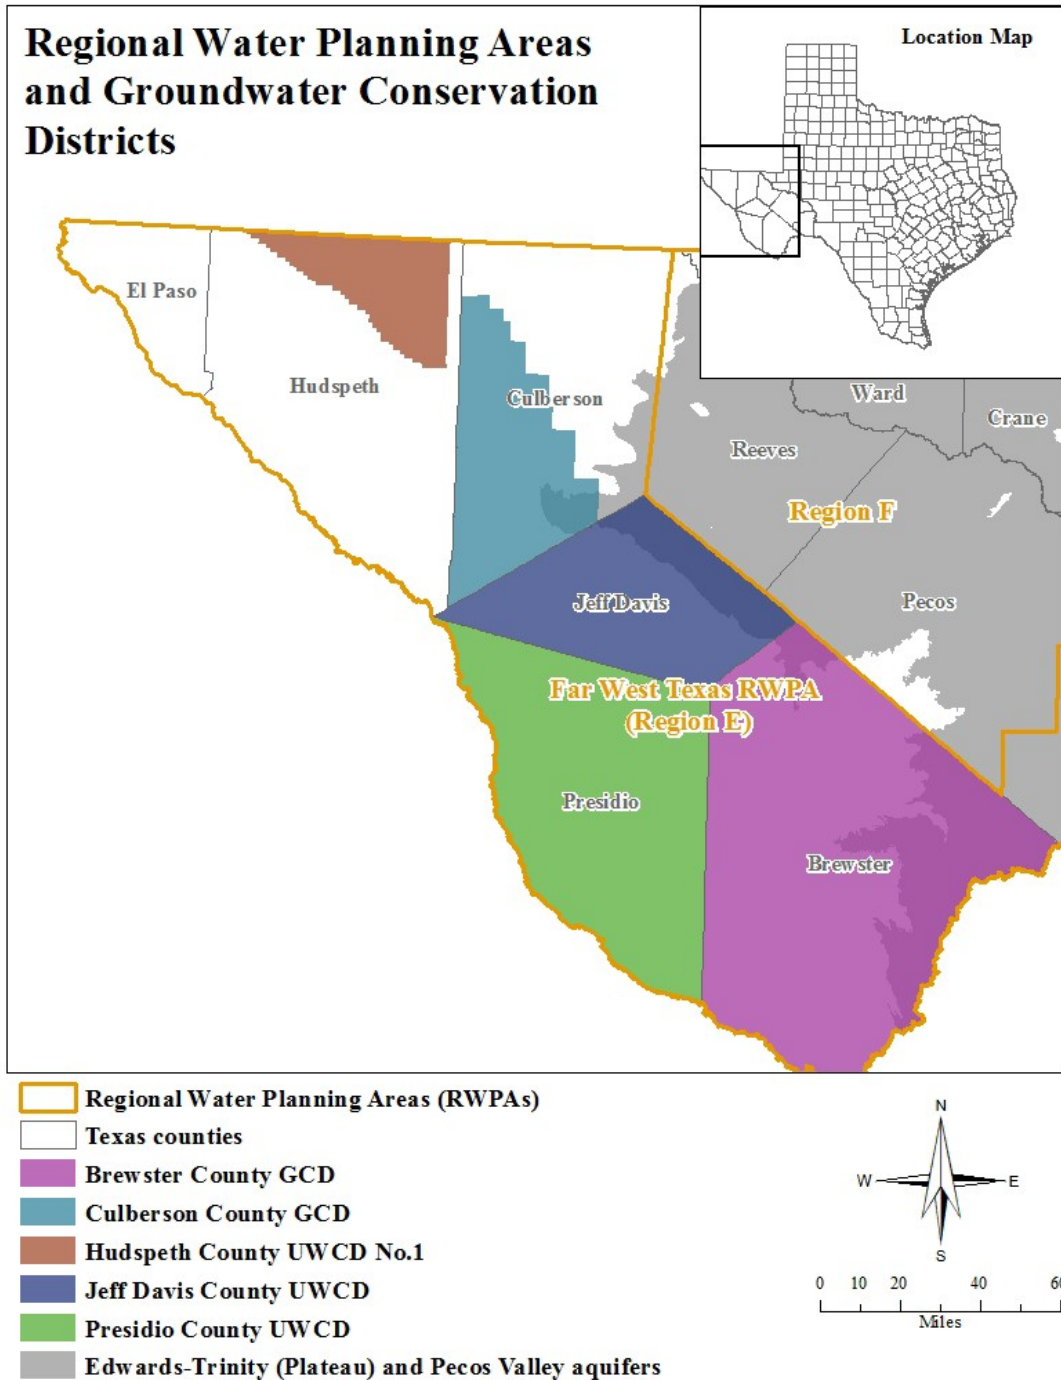 Regional Water Planning Areas
and Groundwater Conservation
Districts
Location Map
El Paso
Hudspeth
Culberson
Ward
Crane
Reeves
Region F
Jeff Davis
Pecos
Far West Texas RWPA
(Region E)
Presidio
Brewster
Regional Water Planning Areas (RWPAs)
Texas counties
Brewster County GCD
Culberson County GCD
Hudspeth County UWCD No.1
Jeff Davis County UWCD
Presidio County UWCD
Edwards-Trinity (Plateau) and Pecos Valley aquifers
N
W E
S
0 10 20 40 60
Miles